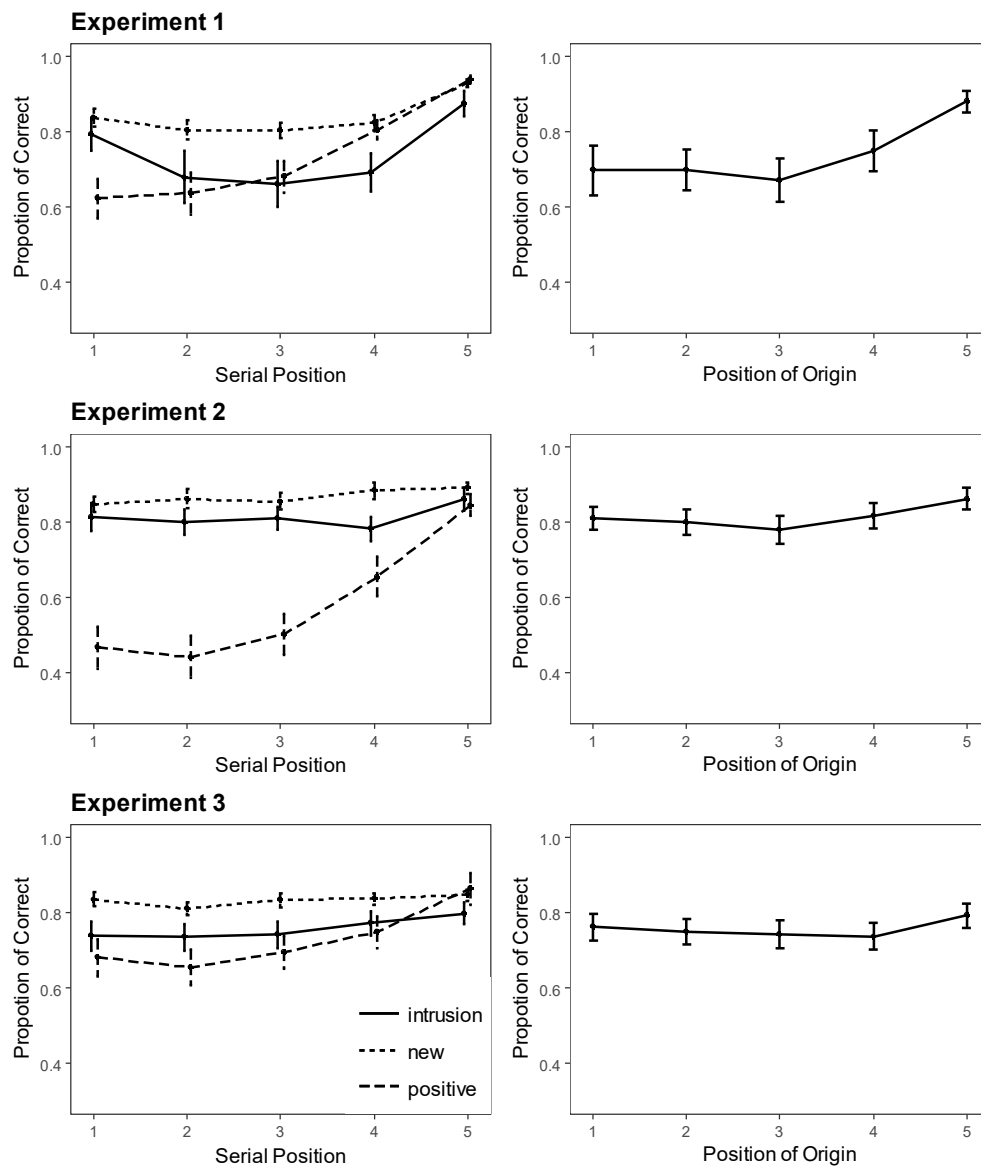 Experiment 1
Propotion of Correct
1.0
0.8
0.6
0.4
1 2 3 4 5
Serial Position
Propotion of Correct
1.0
0.8
0.6
0.4
1 2 3 4 5
Position of Origin
Experiment 2
Propotion of Correct
1.0
0.8
0.6
0.4
1 2 3 4 5
Serial Position
Propotion of Correct
1.0
0.8
0.6
0.4
1 2 3 4 5
Position of Origin
Experiment 3
Propotion of Correct
1.0
0.8
0.6
0.4
intrusion
new
positive
1 2 3 4 5
Serial Position
Propotion of Correct
1.0
0.8
0.6
0.4
1 2 3 4 5
Position of Origin